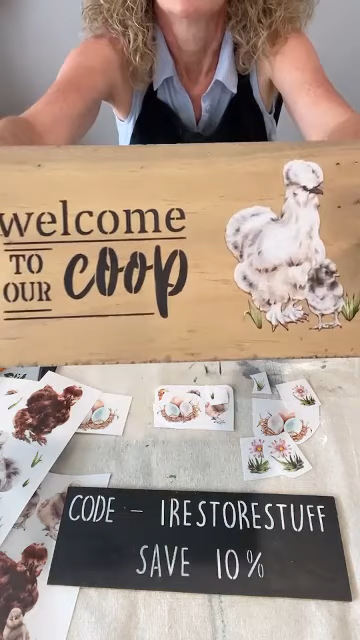 welcome
TO
OUR
coop
CODE - IRESTORESTUFF
SAVE 10%